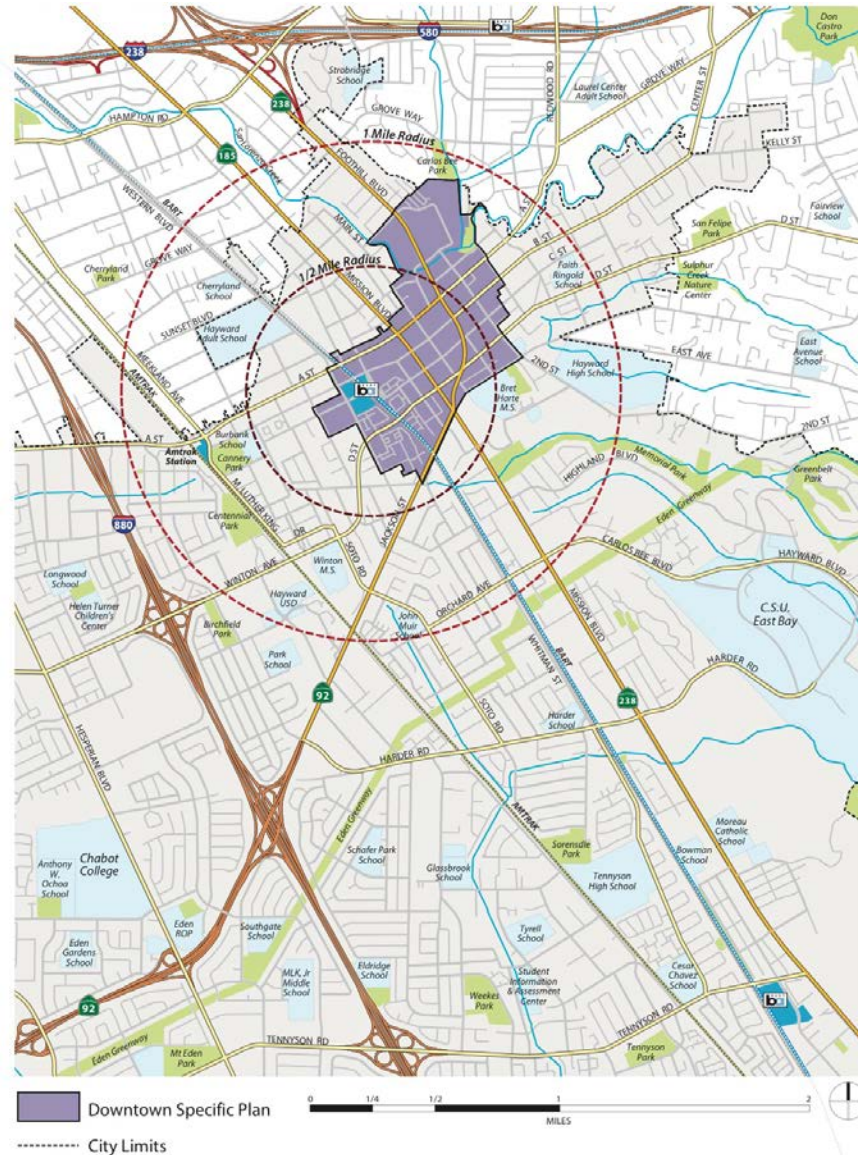 238
580
Don
Castro
Park
Strobridge
School
Laurel Center
Adult School
REDWOOD RD
GROVE WAY
CENTER ST
238
GROVE WAY
HAMPTON RD
San Lorenzo Creek
185
1 Mile Radius
KELLY ST
FOOTHILL BLVD
Carlos Bee
Park
BART
WESTERN BLVD
A ST
B ST
Fairview
School
MAIN ST
San Felipe
Park
D ST
GROVE WAY
C ST
1/2 Mile Radius
Faith
Ringold
School
D ST
Sulphur
Creek
Nature
Center
Cherryland
Park
Cherryland
School
MISSION BLVD
SUNSET BLVD
Hayward
Adult School
East
Avenue
School
EAST AVE
2ND ST
Hayward
High School
MEEKLAND AVE
AMTRAK
A ST
Bret
Harte
M.S.
2ND ST
A ST
Burbank
School
Amtrak
Station
Cannery
Park
D ST
Memorial Park
HIGHLAND BLVD
Greenbelt
Park
Eden Greenway
M. LUTHER KING
DR
JACKSON ST
880
Centennial
Park
CARLOS BEE BLVD
HAYWARD BLVD
WINTON AVE
SOTO RD
Winton
M.S.
ORCHARD AVE
Longwood
School
Hayward
USD
MISSION BLVD
C.S.U.
East Bay
Helen Turner
Children's
Center
John
Muir
School
Birchfield
Park
BART
WHITMAN ST
Park
School
HARDER RD
92
238
SOTO RD
Harder
School
HESPERIAN BLVD
HARDER RD
AMTRAK
Eden Greenway
Moreau
Catholic
School
Sorensdle
Park
Bowman
School
Schafer Park
School
Glassbrook
School
Anthony
W.
Ochoa
School
Chabot
College
Tennyson
High School
Eden
ROP
Southgate
School
Tyrell
School
Eden
Gardens
School
Cesar
Chavez
School
Eldridge
School
MLK, Jr
Middle
School
Student
Information
& Assessment
Center
Weekes
Park
92
Eden Greenway
TENNYSON RD
TENNYSON RD
Mt Eden
Park
Tennyson
Park
Downtown Specific Plan
0 1/4 1/2 1 2
MILES
City Limits